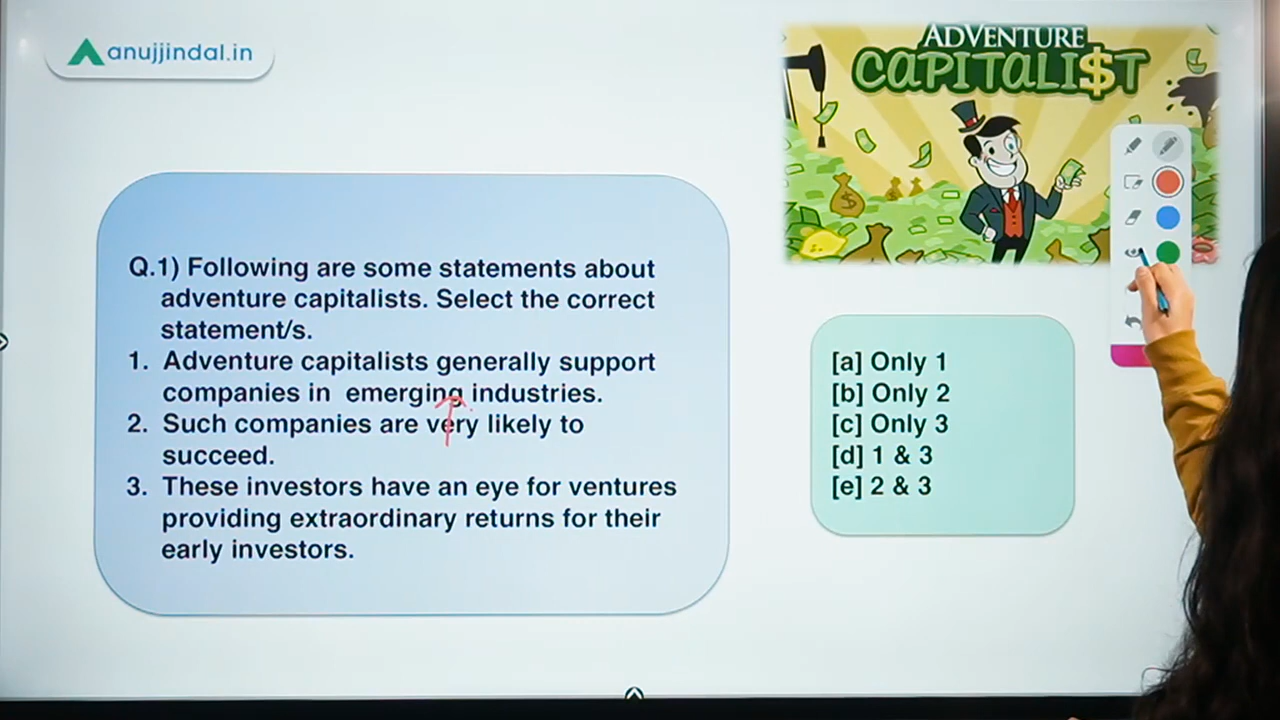 anujjindal.in
ADVENTURE
CAPITALI$T
Q.1) Following are some statements about
adventure capitalists. Select the correct
statement/s.
1. Adventure capitalists generally support
companies in emerging industries.
2. Such companies are very likely to
succeed.
3. These investors have an eye for ventures
providing extraordinary returns for their
early investors.
[a] Only 1
[b] Only 2
[c] Only 3
[d] 1 & 3
[e] 2 & 3